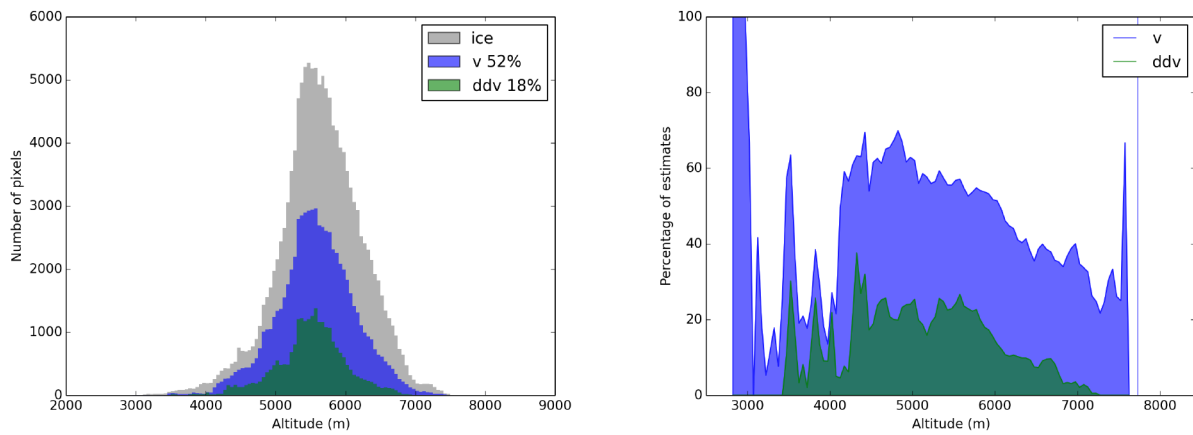 6000
5000
4000
3000
2000
1000
0
Number of pixels
2000 3000 4000 5000 6000 7000 8000 9000
Altitude (m)
ice
v 52%
ddv 18%
100
80
60
40
20
0
Percentage of estimates
3000 4000 5000 6000 7000 8000
Altitude (m)
v
ddv